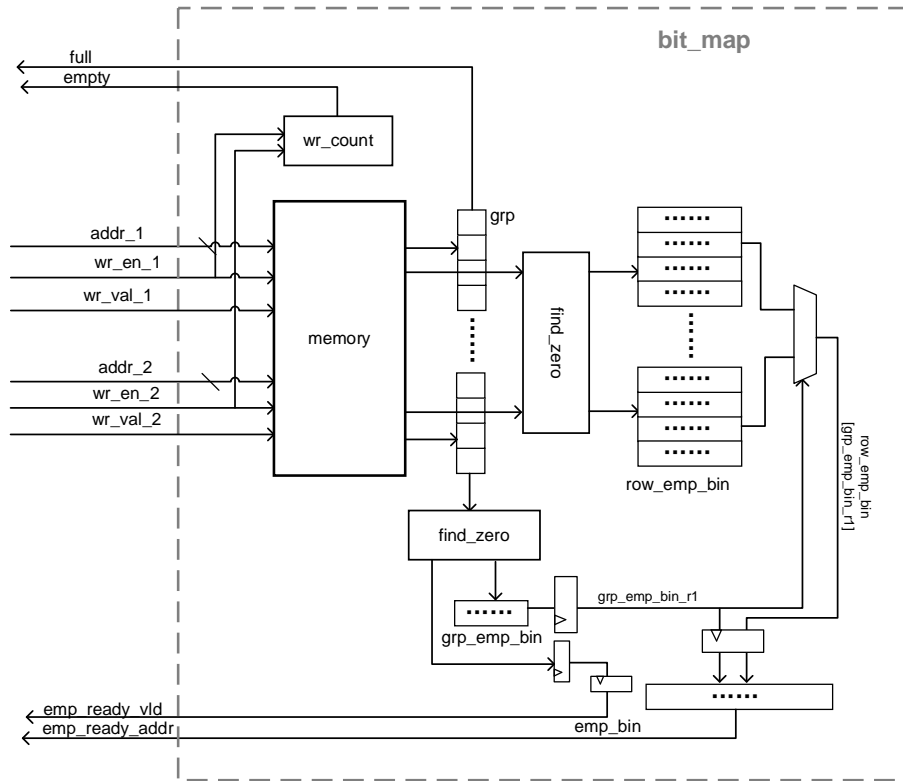 bit_map
full
empty
wr_count
grp
addr_1
wr_en_1
wr_val_1
memory
find_zero
addr_2
wr_en_2
wr_val_2
row_emp_bin
row_emp_bin
[grp_emp_bin_r1]
find_zero
grp_emp_bin_r1
grp_emp_bin
emp_ready_vld
emp_bin
emp_ready_addr